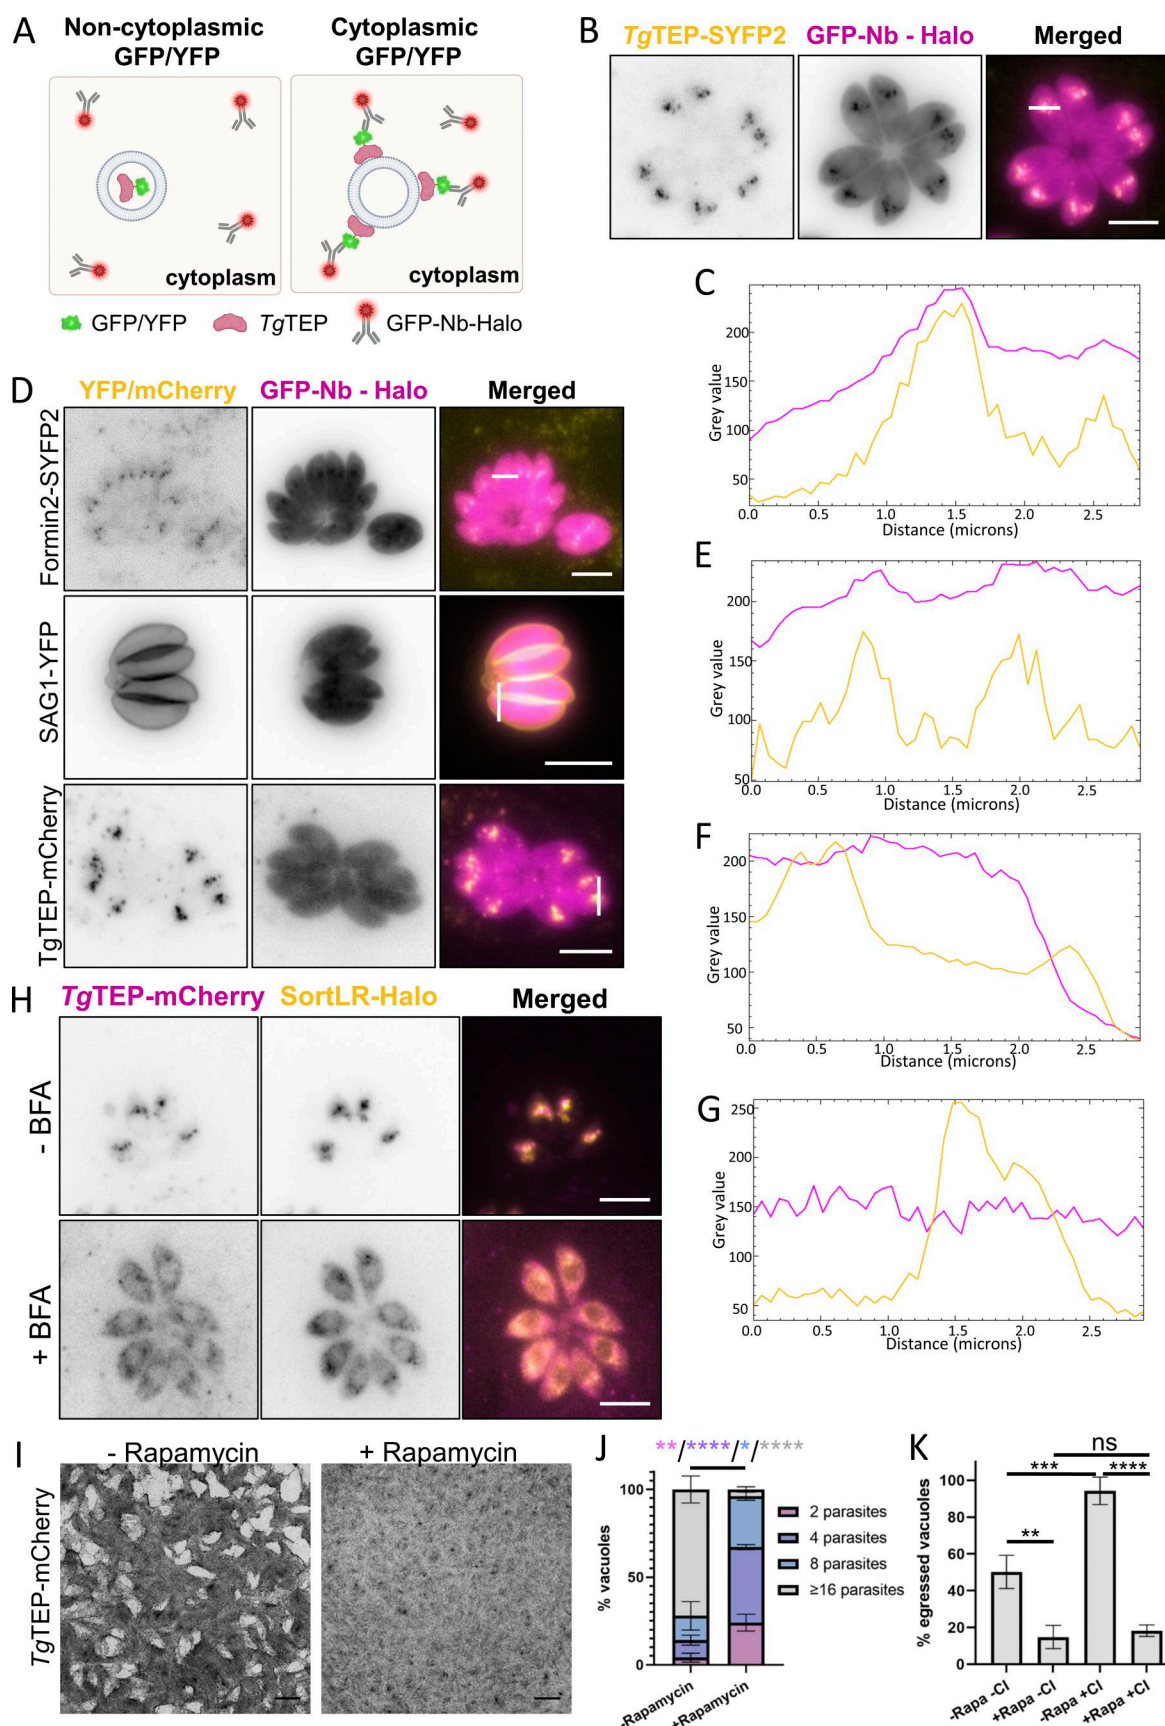 A
Non-cytoplasmic
GFP/YFP
Cytoplasmic
GFP/YFP
cytoplasm
cytoplasm
GFP/YFP
TgTEP
GFP-Nb-Halo
B
TgTEP-SYFP2
GFP-Nb - Halo
Merged
C
Grey value
200
150
100
50
0.0 0.5 1.0 1.5 2.0 2.5
Distance (microns)
D
YFP/mCherry
GFP-Nb - Halo
Merged
Formin2-SYFP2
SAG1-YFP
TgTEP-mCherry
E
Grey value
200
150
100
50
0.0 0.5 1.0 1.5 2.0 2.5
Distance (microns)
F
Grey value
200
150
100
50
0.0 0.5 1.0 1.5 2.0 2.5
Distance (microns)
G
Grey value
250
200
150
100
50
0.0 0.5 1.0 1.5 2.0 2.5
Distance (microns)
H
TgTEP-mCherry
SortLR-Halo
Merged
- BFA
+ BFA
I
- Rapamycin
+ Rapamycin
TgTEP-mCherry
J
**/****/*/****
% vacuoles
100
50
0
-Rapamycin
+Rapamycin
2 parasites
4 parasites
8 parasites
≥16 parasites
K
ns
*** ****
**
% egressed vacuoles
100
80
60
40
20
0
-Rapa -CI
+Rapa -CI
-Rapa +CI
+Rapa +CI